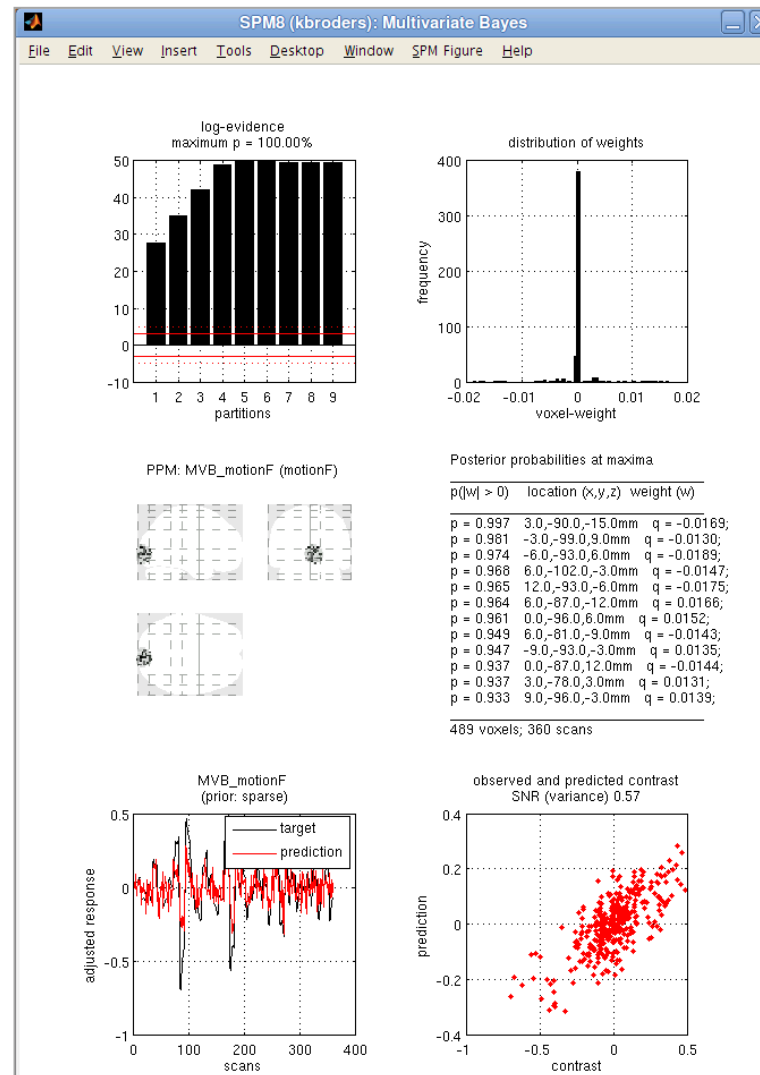 SPM8 (kbroders): Multivariate Bayes
File Edit View Insert Tools Desktop Window SPM Figure Help
log-evidence
maximum p = 100.00%
50
40
30
20
10
0
-10
1 2 3 4 5 6 7 8 9
partitions
distribution of weights
400
300
200
100
0
frequency
-0.02 -0.01 0 0.01 0.02
voxel-weight
PPM: MVB_motionF (motionF)
Posterior probabilities at maxima
p(|w| > 0) location (x,y,z) weight (w)
p = 0.997 3.0,-90.0,-15.0mm q = -0.0169;
p = 0.981 -3.0,-99.0,9.0mm q = -0.0130;
p = 0.974 -6.0,-93.0,6.0mm q = -0.0189;
p = 0.968 6.0,-102.0,-3.0mm q = -0.0147;
p = 0.965 12.0,-93.0,-6.0mm q = -0.0175;
p = 0.964 6.0,-87.0,-12.0mm q = 0.0166;
p = 0.961 0.0,-96.0,6.0mm q = 0.0152;
p = 0.949 6.0,-81.0,-9.0mm q = -0.0143;
p = 0.947 -9.0,-93.0,-3.0mm q = 0.0135;
p = 0.937 0.0,-87.0,12.0mm q = -0.0144;
p = 0.937 3.0,-78.0,3.0mm q = 0.0131;
p = 0.933 9.0,-96.0,-3.0mm q = 0.0139;
489 voxels; 360 scans
MVB_motionF
(prior: sparse)
target
prediction
0.5
0
-0.5
-1
adjusted response
0 100 200 300 400
scans
observed and predicted contrast
SNR (variance) 0.57
0.4
0.2
0
-0.2
-0.4
prediction
-1 -0.5 0 0.5
contrast